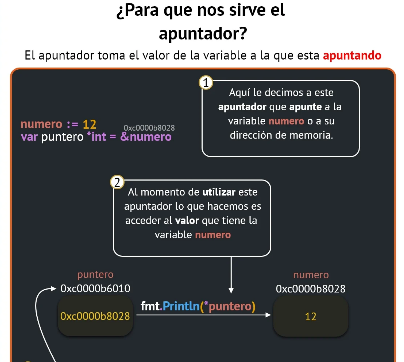 ¿Para que nos sirve el
apuntador?
El apuntador toma el valor de la variable a la que esta apuntando
1
Aquí le decimos a este
apuntador que apunte a la
variable numero o a su
dirección de memoria.
numero := 12
0xc0000b8028
var puntero *int = &numero
2
Al momento de utilizar este
apuntador lo que hacemos es
acceder al valor que tiene la
variable numero
puntero
0xc0000b6010
0xc0000b8028
fmt.Println(*puntero)
numero
0xc0000b8028
12